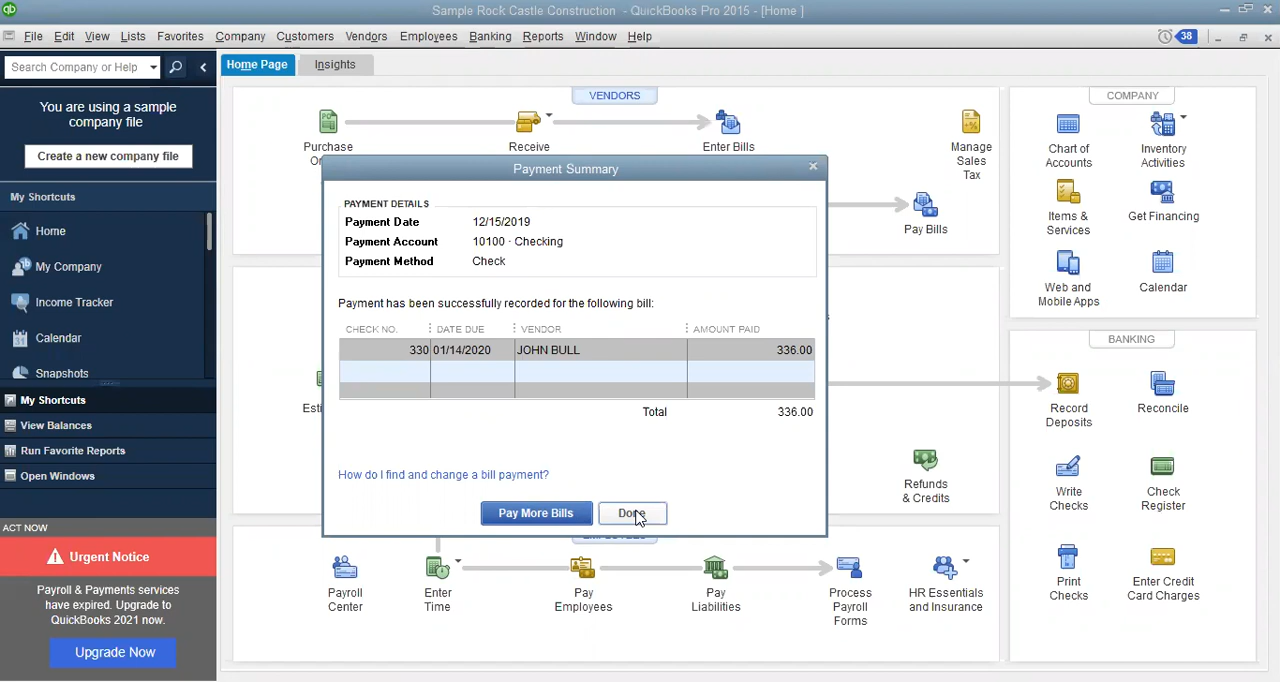 Sample Rock Castle Construction - QuickBooks Pro 2015 - [Home ]
File Edit View Lists Favorites Company Customers Vendors Employees Banking Reports Window Help
38
Search Company or Help
Home Page
Insights
You are using a sample
company file
Create a new company file
My Shortcuts
Home
My Company
Income Tracker
Calendar
Snapshots
My Shortcuts
View Balances
Run Favorite Reports
Open Windows
ACT NOW
Urgent Notice
Payroll & Payments services
have expired. Upgrade to
QuickBooks 2021 now.
Upgrade Now
VENDORS
Purchase
Receive
Enter Bills
Manage
Sales
Tax
Pay Bills
Payment Summary
PAYMENT DETAILS
Payment Date 12/15/2019
Payment Account 10100 · Checking
Payment Method Check
Payment has been successfully recorded for the following bill:
CHECK NO. DATE DUE VENDOR AMOUNT PAID
330 01/14/2020 JOHN BULL 336.00
Total 336.00
How do I find and change a bill payment?
Pay More Bills
Done
Refunds
& Credits
Payroll
Center
Enter
Time
Pay
Employees
Pay
Liabilities
Process
Payroll
Forms
HR Essentials
and Insurance
COMPANY
Chart of
Accounts
Inventory
Activities
Items &
Services
Get Financing
Web and
Mobile Apps
Calendar
BANKING
Record
Deposits
Reconcile
Write
Checks
Check
Register
Print
Checks
Enter Credit
Card Charges